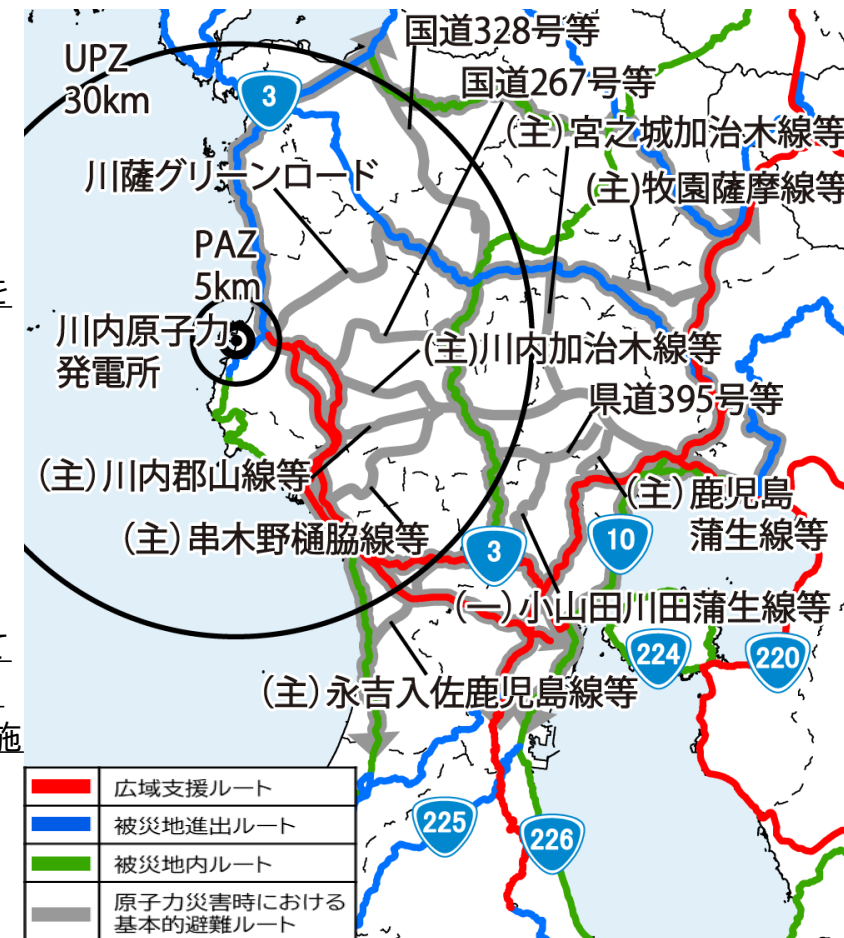 国道328号等
UPZ
30km
国道267号等
3
(主)宮之城加治木線等
川薩グリーンロード
(主)牧園薩摩線等
PAZ
5km
を
川内原子力
発電所
(主)川内加治木線等
県道395号等
(主)川内郡山線等
(主)鹿児島
蒲生線等
(主)串木野樋脇線等
3
10
(一)小山田川田蒲生線等
224
220
(主)永吉入佐鹿児島線等
施
広域支援ルート
被災地進出ルート
225
226
被災地内ルート
原子力災害時における
基本的避難ルート